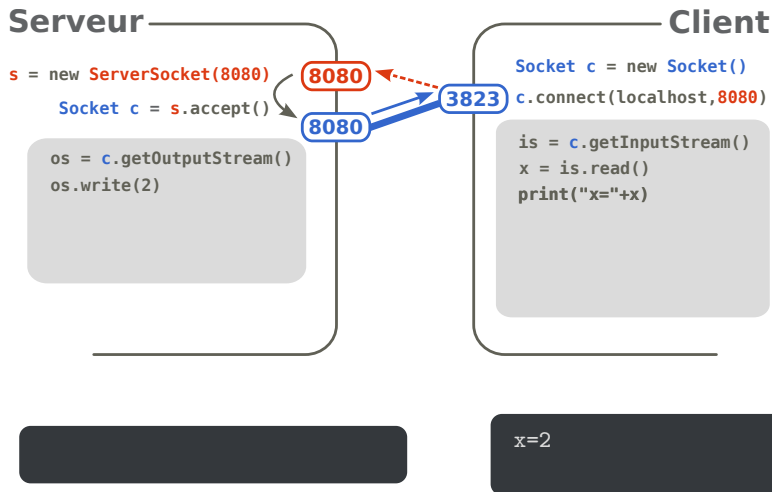 Serveur
s = new ServerSocket(8080)
Socket c = s.accept()
os = c.getOutputStream()
os.write(2)
8080
8080
3823
Client
Socket c = new Socket()
c.connect(localhost,8080)
is = c.getInputStream()
x = is.read()
print("x="+x)
x=2